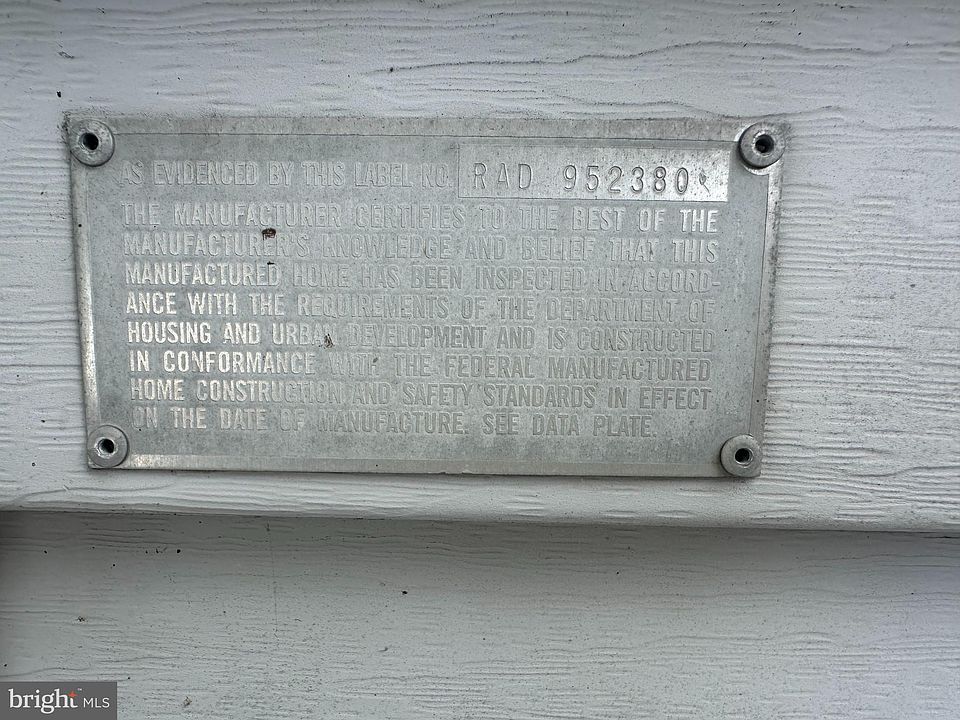 AS EVIDENCED BY THIS LABEL NO. RAD 952380
THE MANUFACTURER CERTIFIES TO THE BEST OF THE
MANUFACTURER'S KNOWLEDGE AND BELIEF THAT THIS
MANUFACTURED HOME HAS BEEN INSPECTED IN ACCORD-
ANCE WITH THE REQUIREMENTS OF THE DEPARTMENT OF
HOUSING AND URBAN DEVELOPMENT AND IS CONSTRUCTED
IN CONFORMANCE WITH THE FEDERAL MANUFACTURED
HOME CONSTRUCTION AND SAFETY STANDARDS IN EFFECT
ON THE DATE OF MANUFACTURE. SEE DATA PLATE.
bright MLS